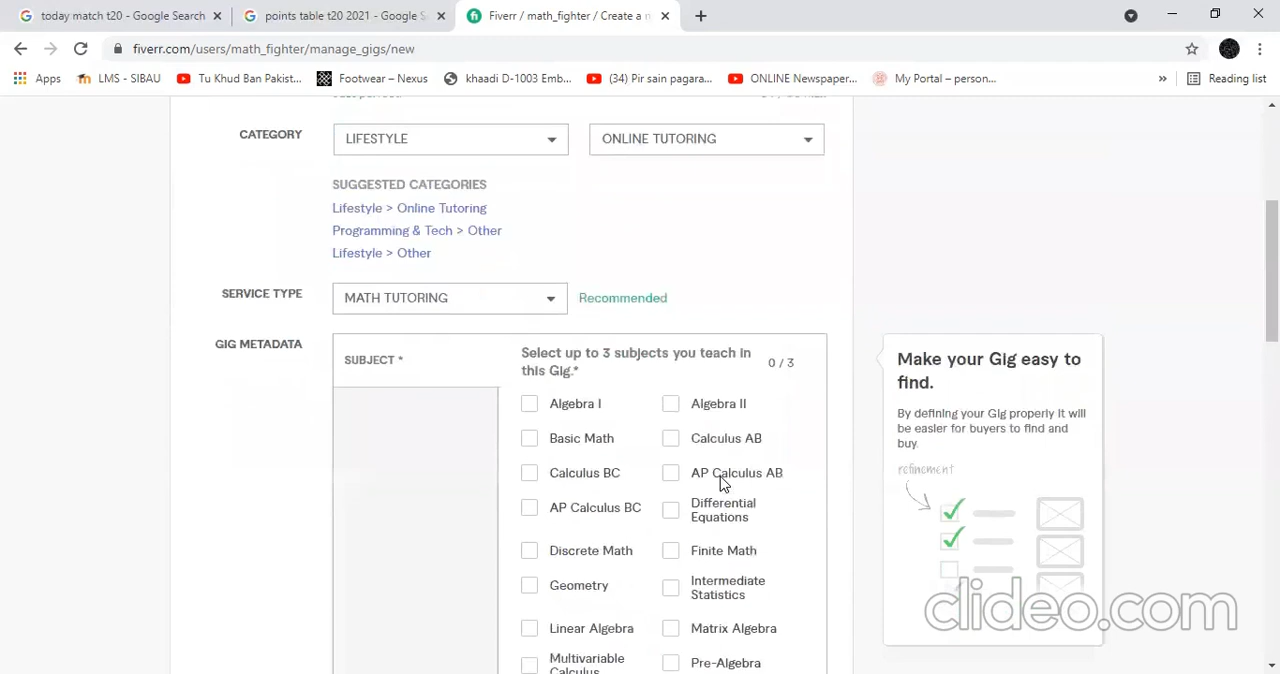 today match t20 - Google Search
points table t20 2021 - Google S
Fiverr / math_fighter / Create a
fiverr.com/users/math_fighter/manage_gigs/new
Apps
LMS - SIBAU
Tu Khud Ban Pakist...
Footwear – Nexus
khaadi D-1003 Emb...
(34) Pir sain pagara...
ONLINE Newspaper...
My Portal – person...
»
Reading list
CATEGORY
LIFESTYLE
ONLINE TUTORING
SUGGESTED CATEGORIES
Lifestyle > Online Tutoring
Programming & Tech > Other
Lifestyle > Other
SERVICE TYPE
MATH TUTORING
Recommended
GIG METADATA
SUBJECT *
Select up to 3 subjects you teach in
this Gig.*
0 / 3
Algebra I
Algebra II
Basic Math
Calculus AB
Calculus BC
AP Calculus AB
AP Calculus BC
Differential
Equations
Discrete Math
Finite Math
Geometry
Intermediate
Statistics
Linear Algebra
Matrix Algebra
Multivariable
Calculus
Pre-Algebra
Make your Gig easy to
find.
By defining your Gig properly it will
be easier for buyers to find and
buy.
refinement
clideo.com